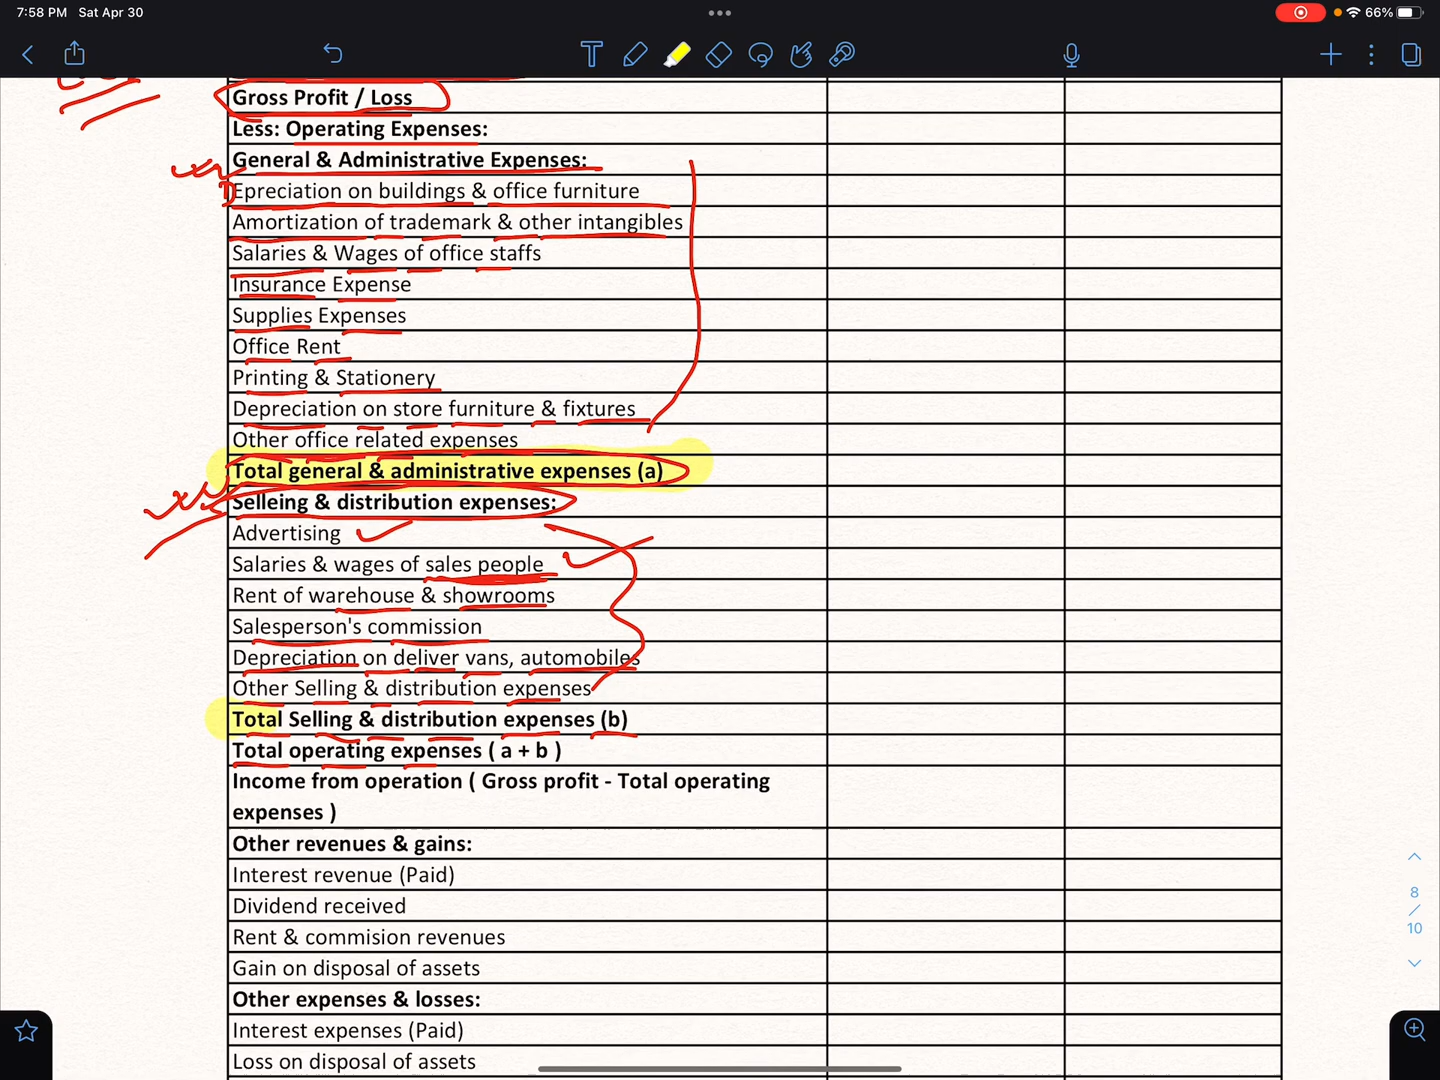 7:58 PM Sat Apr 30
66%
Gross Profit / Loss
Less: Operating Expenses:
General & Administrative Expenses:
DEpreciation on buildings & office furniture
Amortization of trademark & other intangibles
Salaries & Wages of office staffs
Insurance Expense
Supplies Expenses
Office Rent
Printing & Stationery
Depreciation on store furniture & fixtures
Other office related expenses
Total general & administrative expenses (a)
Selleing & distribution expenses:
Advertising
Salaries & wages of sales people
Rent of warehouse & showrooms
Salesperson's commission
Depreciation on deliver vans, automobiles
Other Selling & distribution expenses
Total Selling & distribution expenses (b)
Total operating expenses ( a + b )
Income from operation ( Gross profit - Total operating
expenses )
Other revenues & gains:
Interest revenue (Paid)
Dividend received
Rent & commision revenues
Gain on disposal of assets
Other expenses & losses:
Interest expenses (Paid)
Loss on disposal of assets
8
/
10